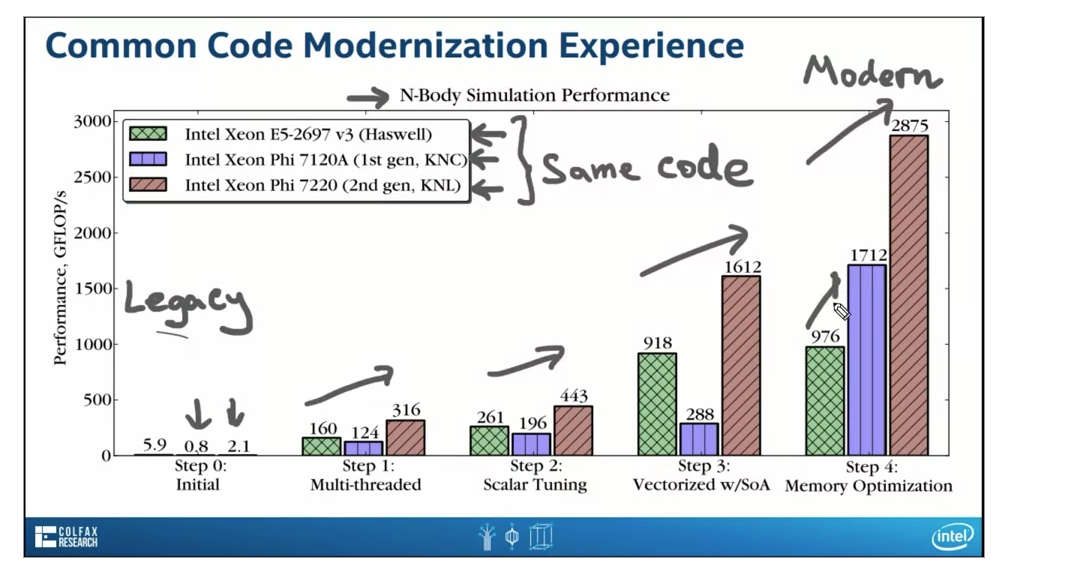 Common Code Modernization Experience
Modern
N-Body Simulation Performance
Performance, GFLOP/s
3000
2500
2000
1500
1000
500
0
Intel Xeon E5-2697 v3 (Haswell)
Intel Xeon Phi 7120A (1st gen, KNC)
Intel Xeon Phi 7220 (2nd gen, KNL)
Same code
Legacy
5.9 0.8 2.1
160 124 316
261 196 443
918 288 1612
976 1712 2875
Step 0:
Initial
Step 1:
Multi-threaded
Step 2:
Scalar Tuning
Step 3:
Vectorized w/SoA
Step 4:
Memory Optimization
COLFAX
RESEARCH
intel